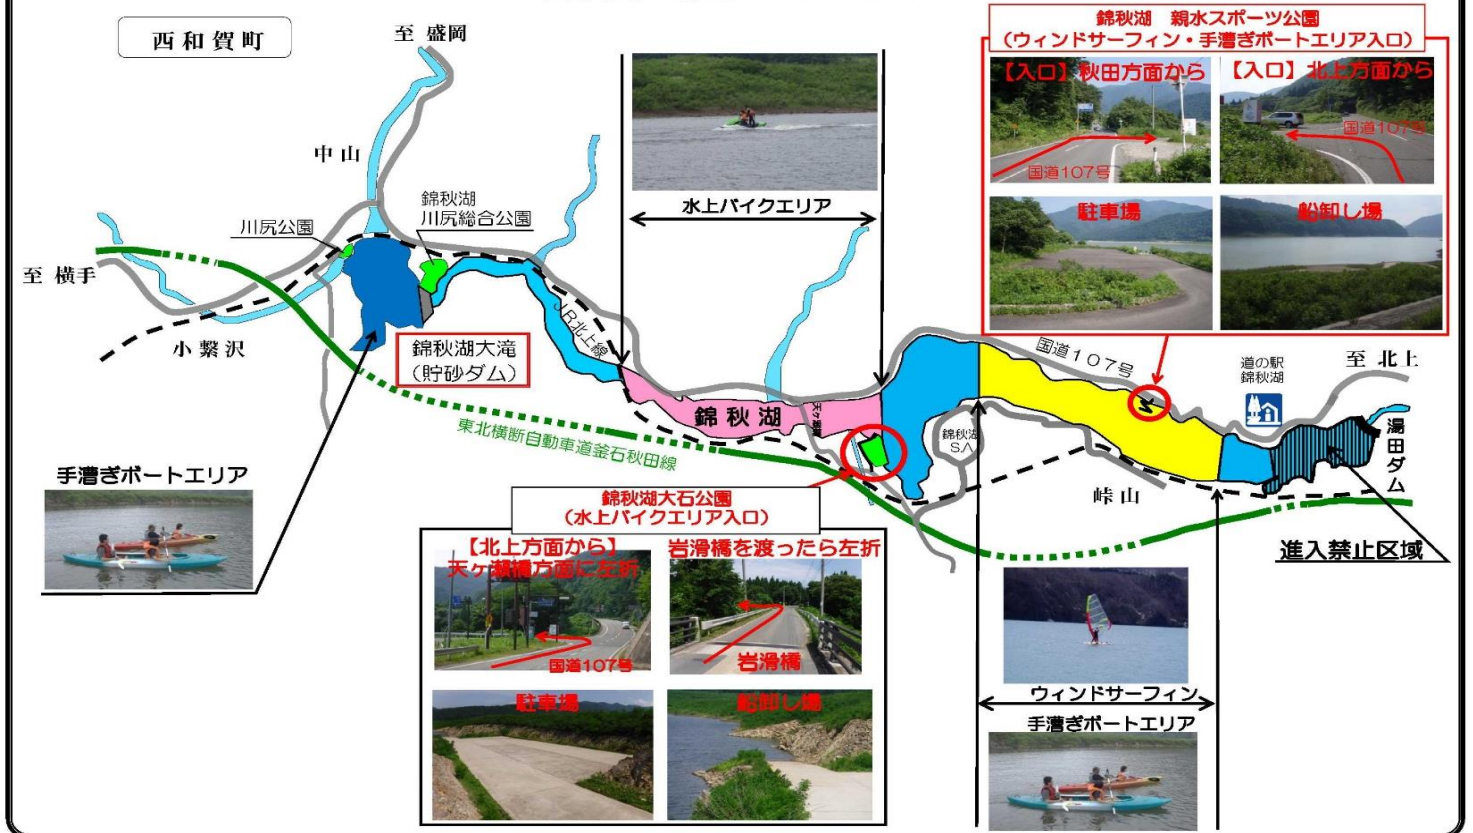 西和賀町
至 盛岡
中山
錦秋湖
川尻総合公園
川尻公園
至 横手
小繋沢
錦秋湖大滝
(貯砂ダム)
JR北上線
東北横断自動車道釜石秋田線
手漕ぎボートエリア
水上バイクエリア
錦秋湖
錦秋湖
S.A
国道107号
道の駅
錦秋湖
至 北上
湯田ダム
峠山
進入禁止区域
錦秋湖 親水スポーツ公園
(ウィンドサーフィン・手漕ぎボートエリア入口)
【入口】秋田方面から
国道107号
【入口】北上方面から
国道107号
駐車場
船卸し場
錦秋湖大石公園
(水上バイクエリア入口)
【北上方面から】
天ヶ瀬橋方面に左折
国道107号
岩滑橋を渡ったら左折
岩滑橋
駐車場
船卸し場
ウィンドサーフィン
手漕ぎボートエリア